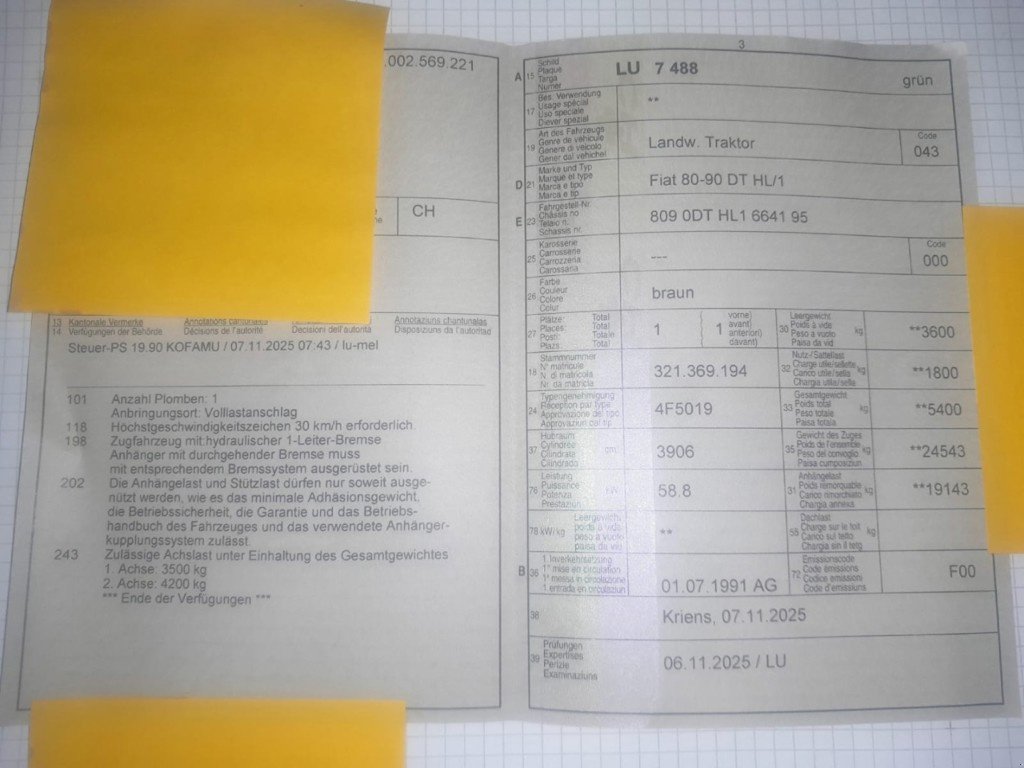 .002.569.221
CH
13 Kantonale Vermerke Annotations cantonales
14 Verfügungen der Behörde Décisions de l'autorité Decisioni dell'autorità
Annotaziuns chantunalas
Disposiziuns da l'autoritad
Steuer-PS 19.90 KOFAMU / 07.11.2025 07:43 / lu-mel
101 Anzahl Plomben: 1
Anbringungsort: Volllastanschlag
118 Höchstgeschwindigkeitszeichen 30 km/h erforderlich
198 Zugfahrzeug mit hydraulischer 1-Leiter-Bremse
Anhänger mit durchgehender Bremse muss
mit entsprechendem Bremssystem ausgerüstet sein.
202 Die Anhängelast und Stützlast dürfen nur soweit ausge-
nützt werden, wie es das minimale Adhäsionsgewicht,
die Betriebssicherheit, die Garantie und das Betriebs-
handbuch des Fahrzeuges und das verwendete Anhänger-
kupplungssystem zulässt.
243 Zulässige Achslast unter Einhaltung des Gesamtgewichtes
1. Achse: 3500 kg
2. Achse: 4200 kg
*** Ende der Verfügungen ***
3
A 15 Schild
Plaque
Targa
Numer
LU 7 488 grün
17 Bes. Verwendung
Usage spécial
Uso speciale
Diever spezial
**
19 Art des Fahrzeugs
Genre de véhicule
Genere di veicolo
Gener dal vehichel
Landw. Traktor
Code
043
D 21 Marke und Typ
Marque et type
Marca e tipo
Marca e tip
Fiat 80-90 DT HL/1
E 23 Fahrgestell-Nr.
Châssis no
Telaio n.
Schassis nr.
809 0DT HL1 6641 95
25 Karosserie
Carrosserie
Carrozzeria
Carossaria
---
Code
000
26 Farbe
Couleur
Colore
Colur
braun
27 Plätze: Total
Places: Total
Posti: Totale
Plazs: Total
1
1
vorne
avant
anteriori
davant
30 Leergewicht
Poids à vide
Peso a vuoto
Paisa da vid
kg
**3600
18 Stammnummer
N° matricule
N. di matricola
Nr. da matricla
321.369.194
32 Nutz-/Sattellast
Charge utile/sellette
Carico utile/sella
Chargia utila/sella
kg
**1800
24 Typengenehmigung
Réception par type
Approvazione del tipo
Approvaziun dal tip
4F5019
33 Gesamtgewicht
Poids total
Peso totale
Paisa totala
kg
**5400
37 Hubraum
Cylindrée
Cilindrata
Cilindrada
cm³
3906
35 Gewicht des Zuges
Poids de l'ensemble
Peso del convoglio
Paisa cumposiziun
kg
**24543
76 Leistung
Puissance
Potenza
Prestaziun
kW
58.8
31 Anhängelast
Poids remorquable
Carico rimorchiato
Chargia annexa
kg
**19143
78 kW/kg
Leergewicht
poids à vide
peso a vuoto
paisa da vid
**
55 Dachlast
Charge sur le toit
Carico sul tetto
Chargia sin il tetg
kg
B 36 1. Inverkehrsetzung
1re mise en circulation
1a messa in circolazione
1. entrada en circulaziun
01.07.1991 AG
72 Emissionscode
Code émissions
Codice emissioni
Code d'emissiuns
F00
38 Kriens, 07.11.2025
39 Prüfungen
Expertises
Perizie
Examinaziuns
06.11.2025 / LU